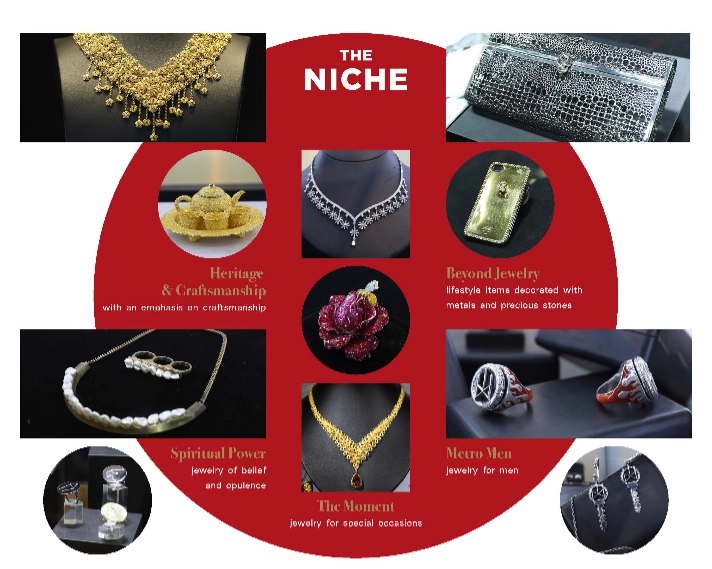 THE
NICHE
Heritage
& Craftsmanship
with an emphasis on craftsmanship
Beyond Jewelry
lifestyle items decorated with
metals and precious stones
Spiritual Power
jewelry of belief
and opulence
Metro Men
jewelry for men
The Moment
jewelry for special occasions